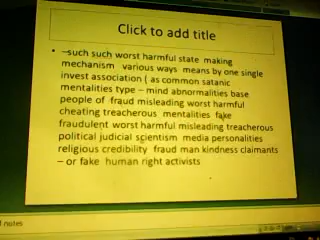 Click to add title
• –such such worst harmful state making
mechanism various ways means by one single
invest association ( as common satanic
mentalities type – mind abnormalities base
people of fraud misleading worst harmful
cheating treacherous mentalities fake
fraudulent worst harmful misleading treacherous
political judicial scientism media personalities
religious credibility fraud man kindness claimants
– or fake human right activists
notes